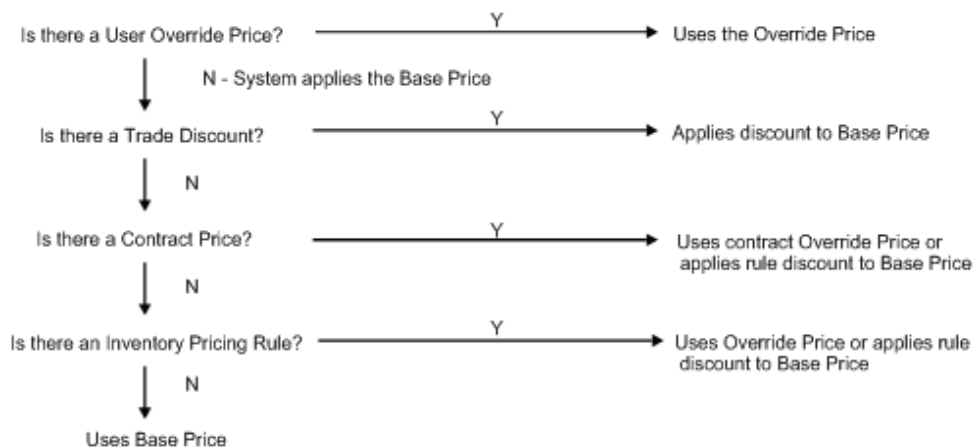 Is there a User Override Price?
Y
Uses the Override Price
N - System applies the Base Price
Is there a Trade Discount?
Y
Applies discount to Base Price
N
Is there a Contract Price?
Y
Uses contract Override Price or
applies rule discount to Base Price
N
Is there an Inventory Pricing Rule?
Y
Uses Override Price or applies rule
discount to Base Price
N
Uses Base Price